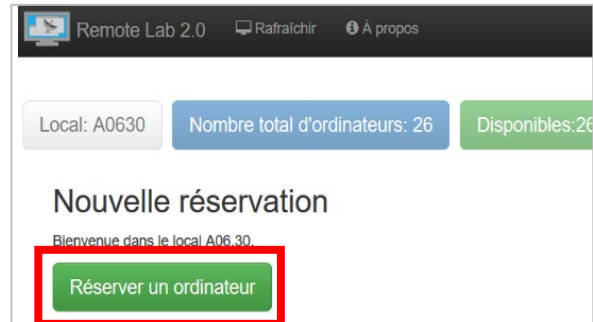 Remote Lab 2.0 Rafraîchir À propos
Local: A0630 Nombre total d'ordinateurs: 26 Disponibles:26
Nouvelle réservation
Bienvenue dans le local A06.30.
Réserver un ordinateur